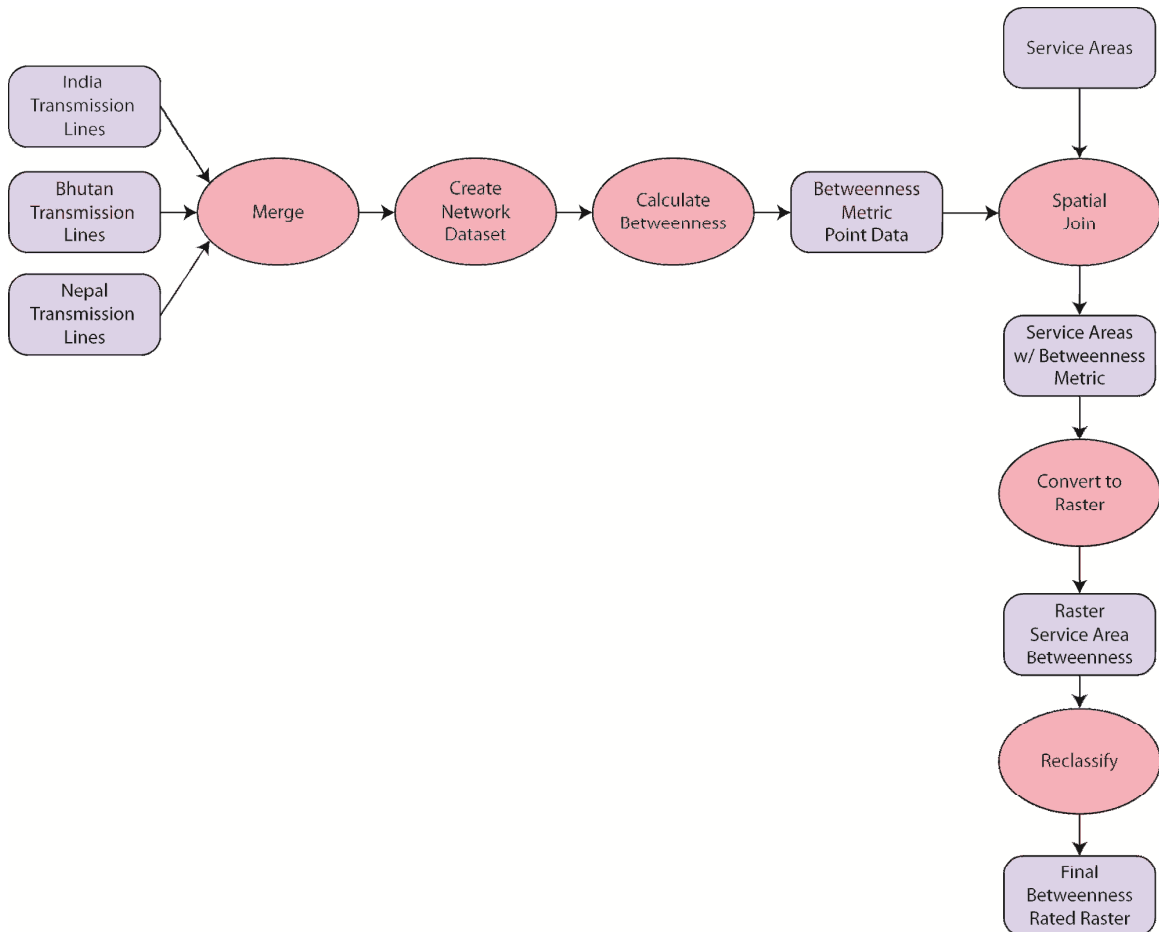 Service Areas
India
Transmission
Lines
Bhutan
Transmission
Lines
Nepal
Transmission
Lines
Merge
Create
Network
Dataset
Calculate
Betweenness
Betweenness
Metric
Point Data
Spatial
Join
Service Areas
w/ Betweenness
Metric
Convert to
Raster
Raster
Service Area
Betweenness
Reclassify
Final
Betweenness
Rated Raster